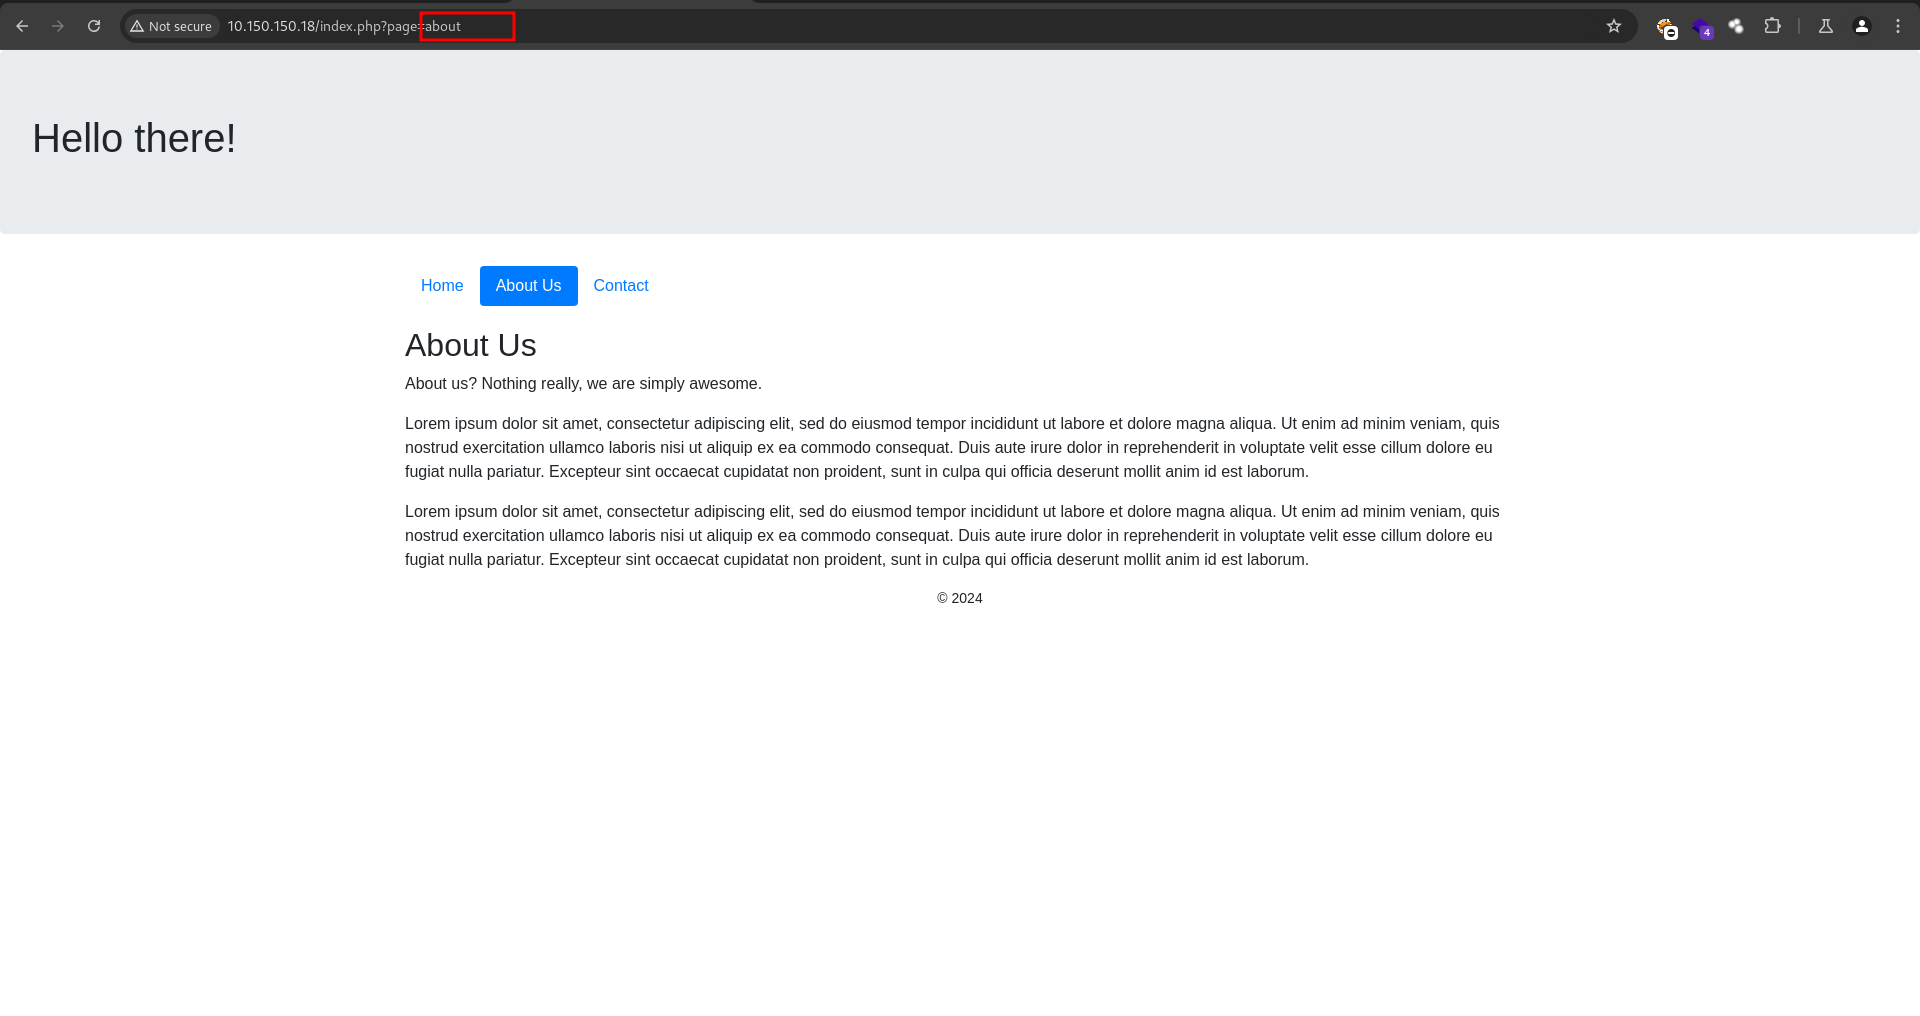 Not secure 10.150.150.18/index.php?page=about
4
Hello there!
Home About Us Contact
About Us
About us? Nothing really, we are simply awesome.
Lorem ipsum dolor sit amet, consectetur adipiscing elit, sed do eiusmod tempor incididunt ut labore et dolore magna aliqua. Ut enim ad minim veniam, quis
nostrud exercitation ullamco laboris nisi ut aliquip ex ea commodo consequat. Duis aute irure dolor in reprehenderit in voluptate velit esse cillum dolore eu
fugiat nulla pariatur. Excepteur sint occaecat cupidatat non proident, sunt in culpa qui officia deserunt mollit anim id est laborum.
Lorem ipsum dolor sit amet, consectetur adipiscing elit, sed do eiusmod tempor incididunt ut labore et dolore magna aliqua. Ut enim ad minim veniam, quis
nostrud exercitation ullamco laboris nisi ut aliquip ex ea commodo consequat. Duis aute irure dolor in reprehenderit in voluptate velit esse cillum dolore eu
fugiat nulla pariatur. Excepteur sint occaecat cupidatat non proident, sunt in culpa qui officia deserunt mollit anim id est laborum.
© 2024